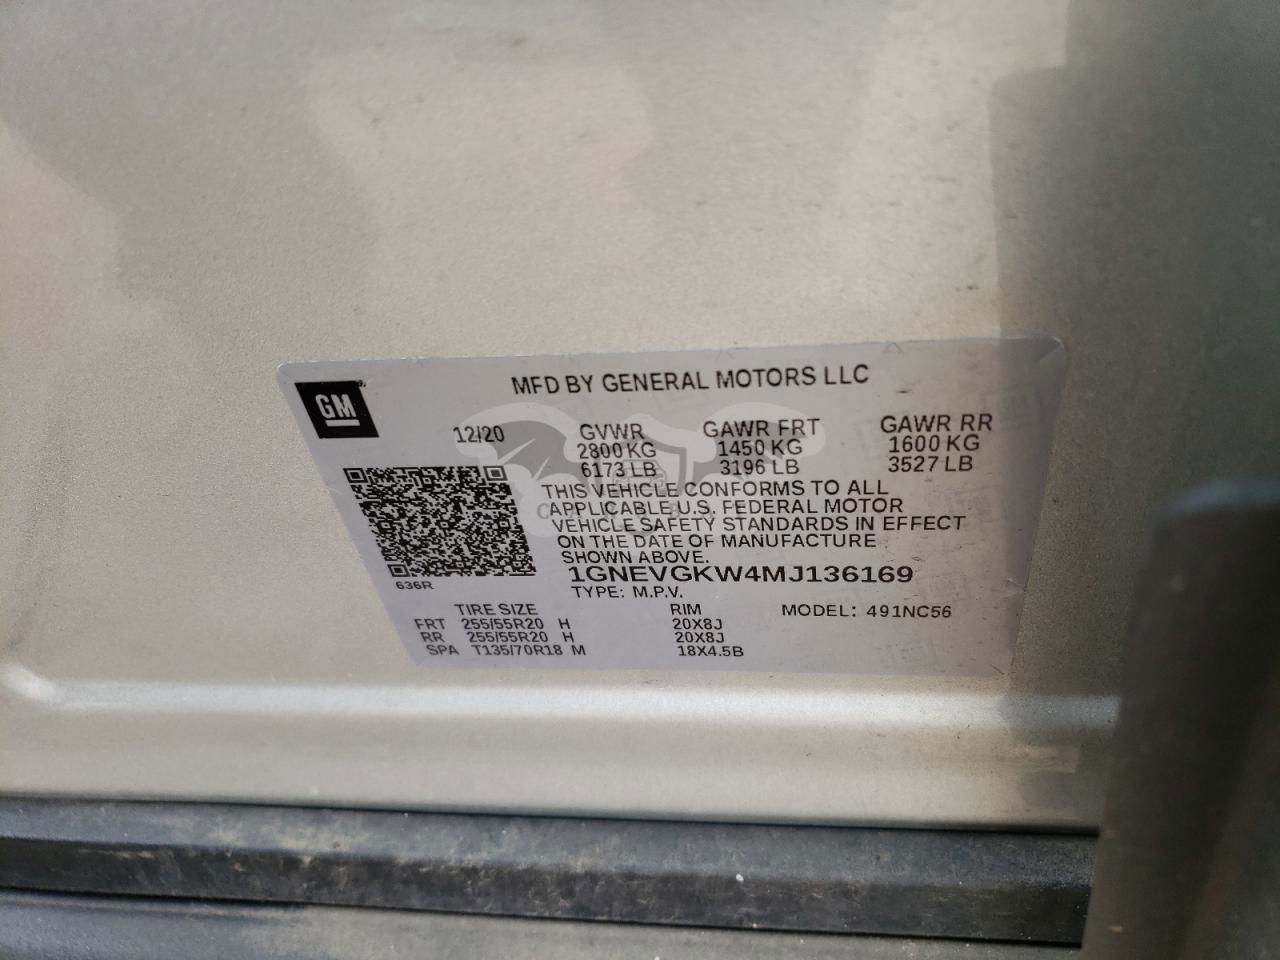 GM
MFD BY GENERAL MOTORS LLC
12/20 GVWR GAWR FRT GAWR RR
2800 KG 1450 KG 1600 KG
6173 LB 3196 LB 3527 LB
THIS VEHICLE CONFORMS TO ALL
APPLICABLE U.S. FEDERAL MOTOR
VEHICLE SAFETY STANDARDS IN EFFECT
ON THE DATE OF MANUFACTURE
SHOWN ABOVE.
636R
1GNEVGKW4MJ136169
TYPE: M.P.V.
TIRE SIZE RIM MODEL: 491NC56
FRT 255/55R20 H 20X8J
RR 255/55R20 H 20X8J
SPA T135/70R18 M 18X4.5B